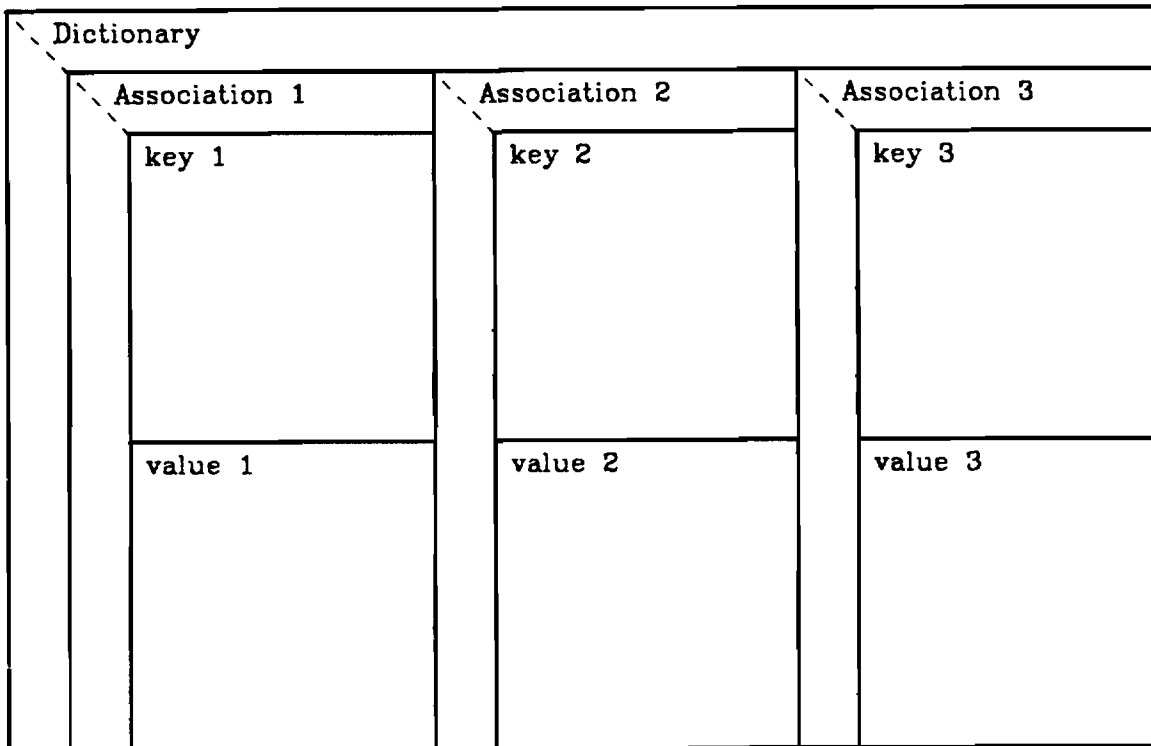 Dictionary
Association 1
Association 2
Association 3
key 1
key 2
key 3
value 1
value 2
value 3